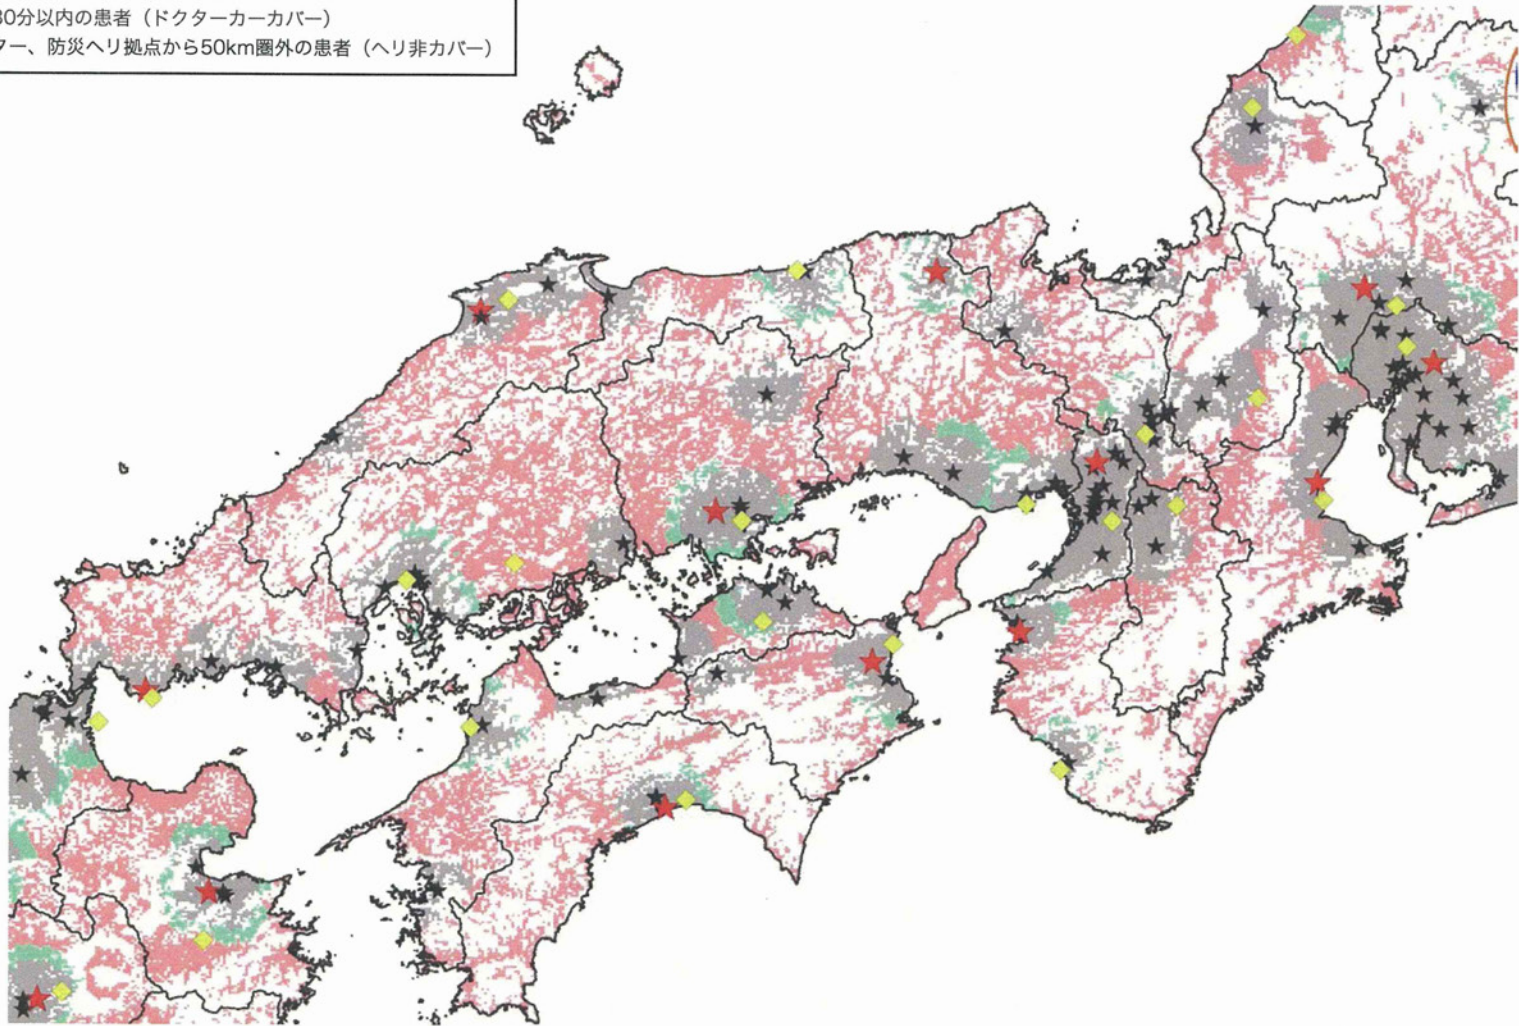 30分以内の患者（ドクターカーカバー）
ター、防災ヘリ拠点から50km圏外の患者（ヘリ非カバー）